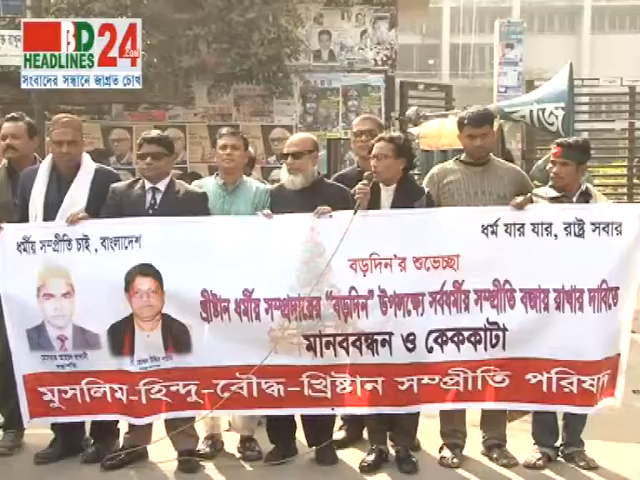 BD HEADLINES 24 .com
সংবাদের সন্ধানে জাগ্রত চোখ
রাজ
ধর্মীয় সম্প্রীতি চাই , বাংলাদেশ
ধর্ম যার যার, রাষ্ট্র সবার
বড়দিন'র শুভেচ্ছা
খ্রীষ্টান ধর্মীয় সম্প্রদায়ের "বড়দিন" উপলক্ষ্যে সর্বধর্মীয় সম্প্রীতি বজায় রাখার দাবিতে
মানববন্ধন ও কেককাটা
মুসলিম-হিন্দু-বৌদ্ধ-খ্রিষ্টান সম্প্রীতি পরিষদ